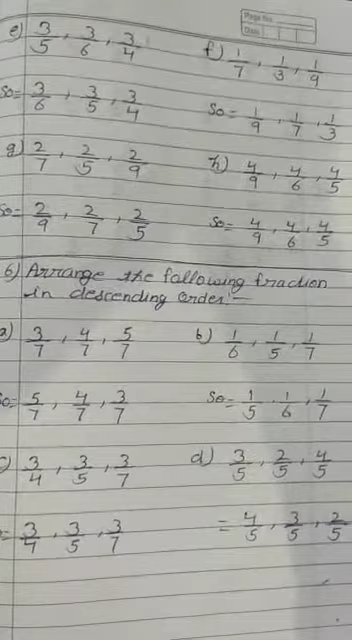 Page No.
Date
e) 3/5, 3/6, 3/4
f) 1/7, 1/3, 1/9
So = 3/6, 3/5, 3/4
So = 1/9, 1/7, 1/3
g) 2/7, 2/5, 2/9
h) 4/9, 4/6, 4/5
So = 2/9, 2/7, 2/5
So = 4/9, 4/6, 4/5
6) Arrange the following fraction
in descending order:-
a) 3/7, 4/7, 5/7
b) 1/6, 1/5, 1/7
So = 5/7, 4/7, 3/7
So = 1/5, 1/6, 1/7
c) 3/4, 3/5, 3/7
d) 3/5, 2/5, 4/5
= 3/4, 3/5, 3/7
= 4/5, 3/5, 2/5